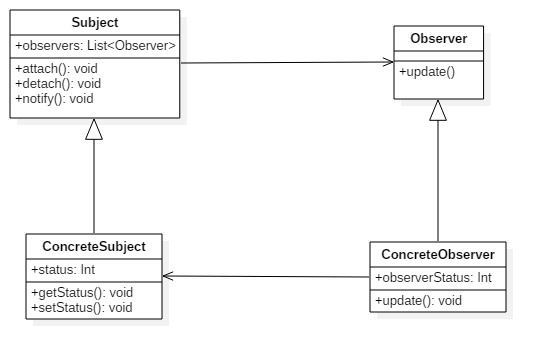 Subject
+observers: List<Observer>
+attach(): void
+detach(): void
+notify(): void
Observer
+update()
ConcreteSubject
+status: Int
+getStatus(): void
+setStatus(): void
ConcreteObserver
+observerStatus: Int
+update(): void